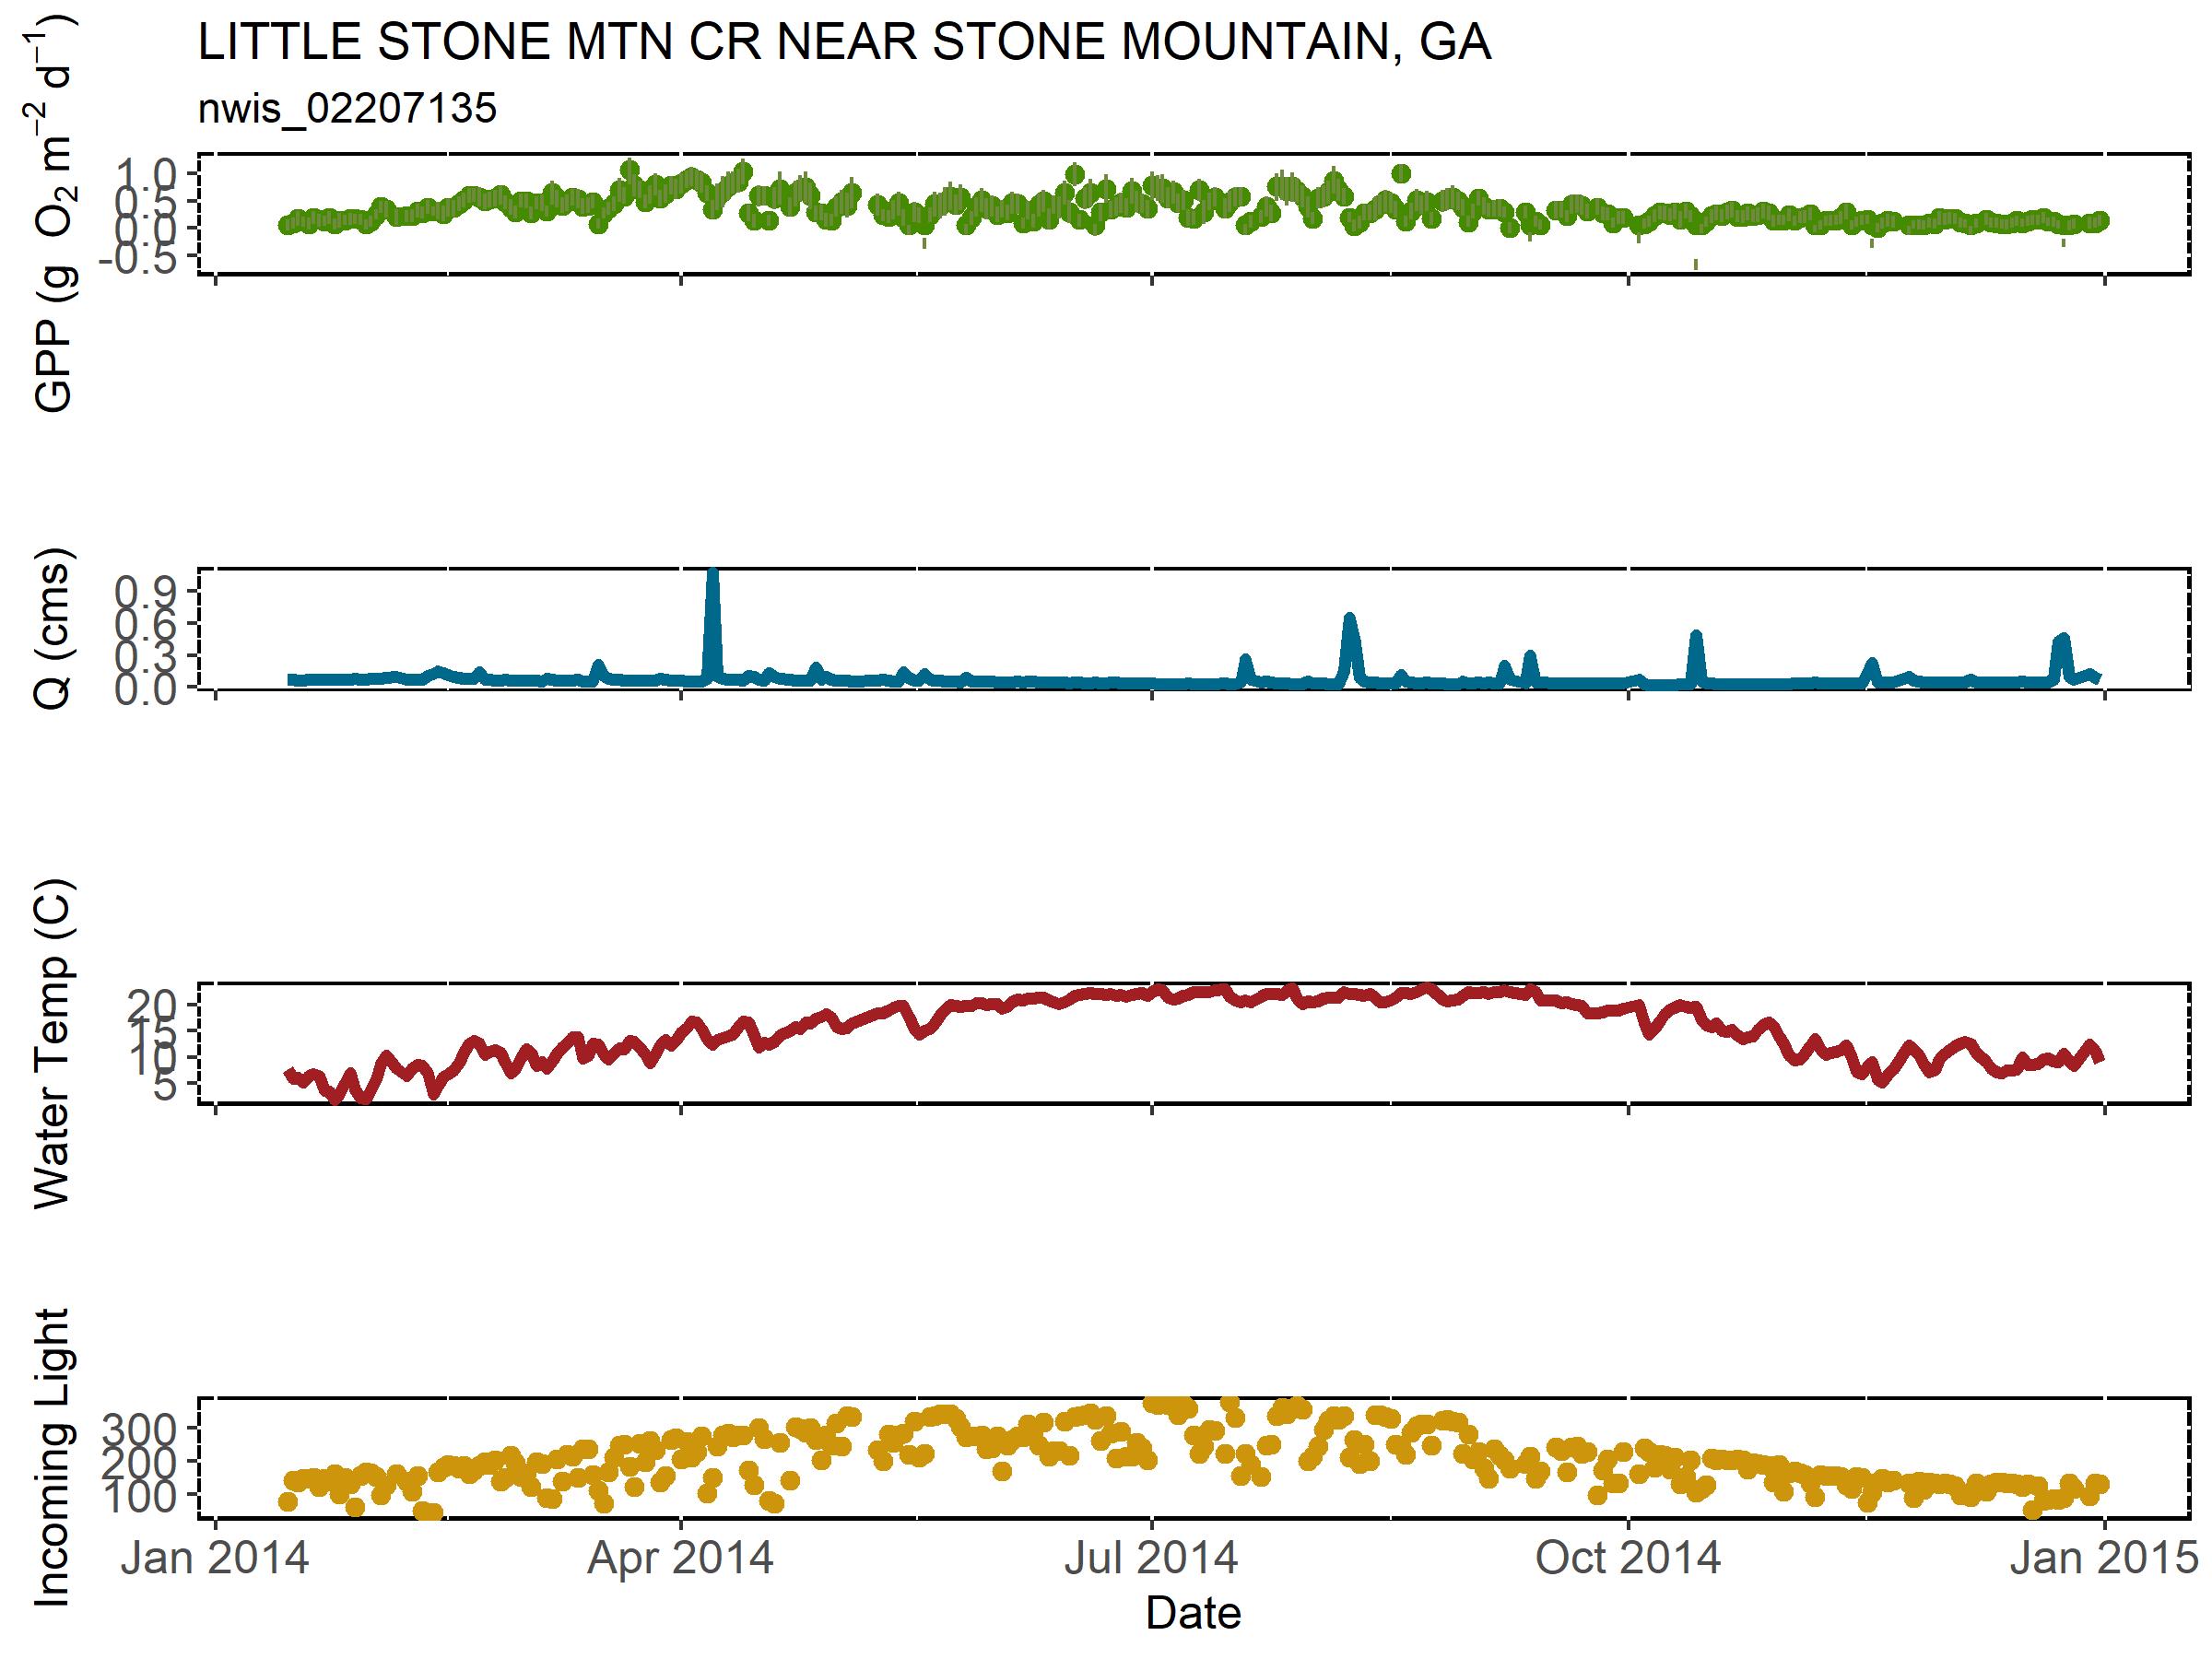 LITTLE STONE MTN CR NEAR STONE MOUNTAIN, GA
nwis_02207135
GPP (g O₂ m⁻² d⁻¹)
1.0
0.5
0.0
-0.5
Q (cms)
0.9
0.6
0.3
0.0
Water Temp (C)
20
15
10
5
Incoming Light
300
200
100
Jan 2014 Apr 2014 Jul 2014 Oct 2014 Jan 2015
Date